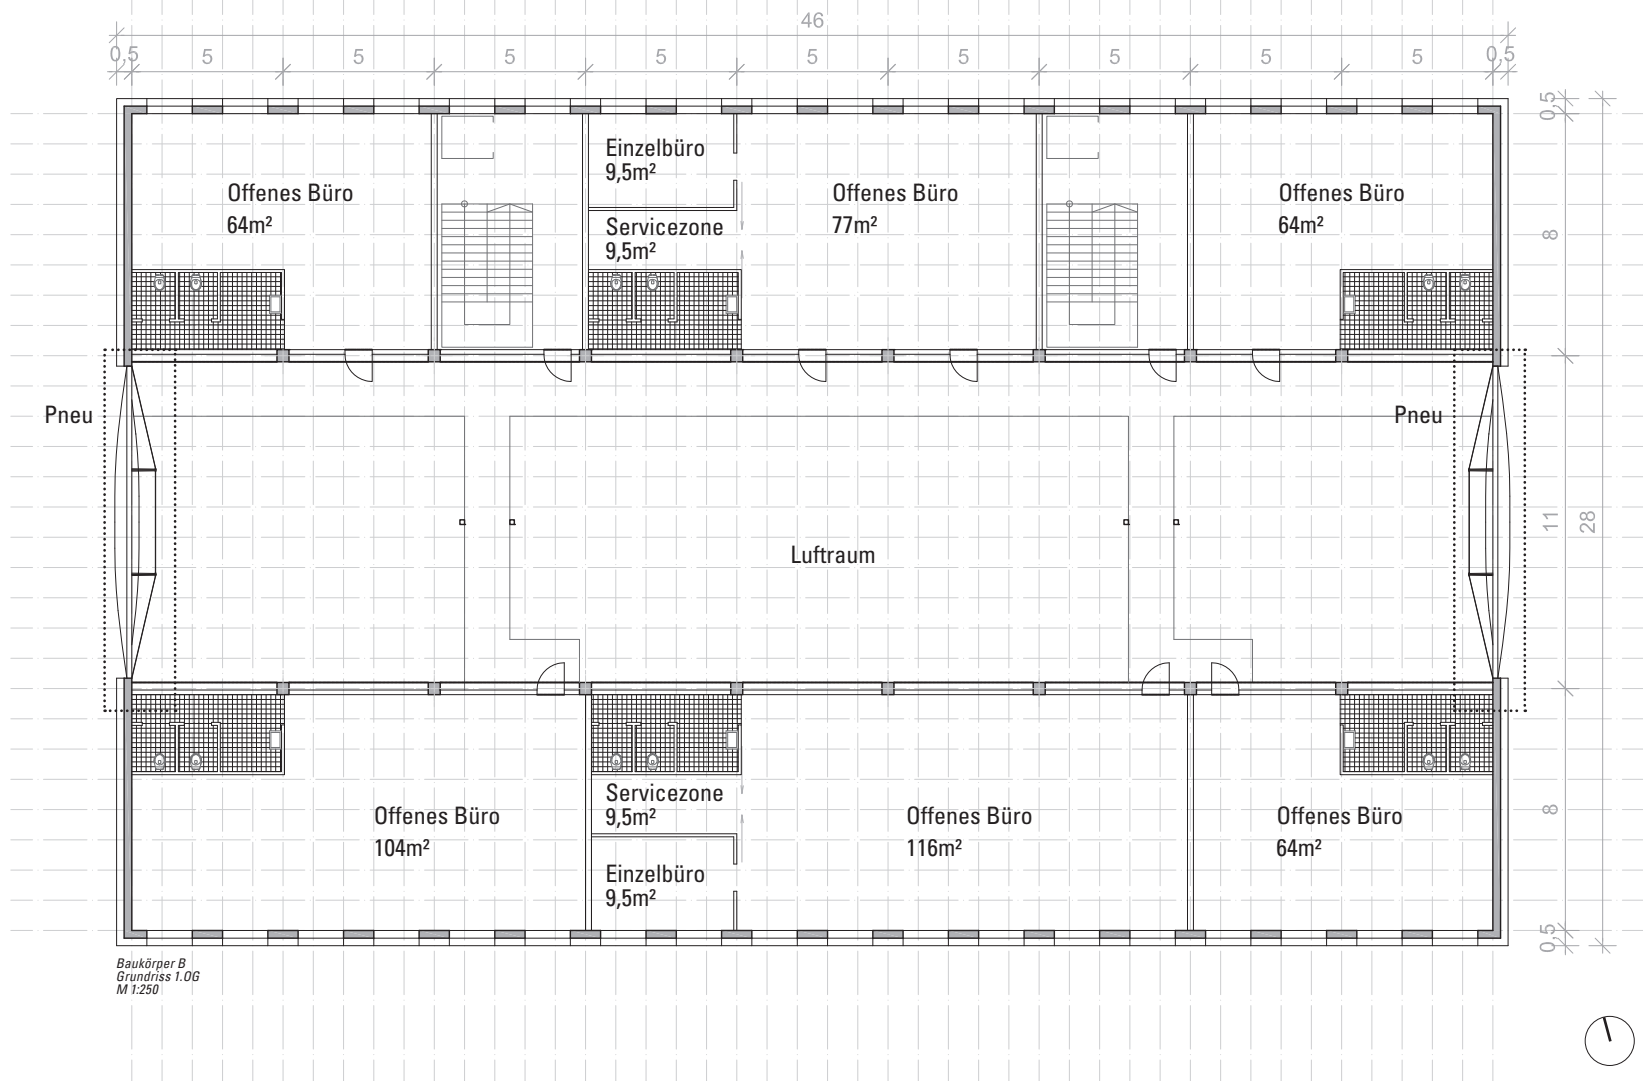 46
0,5 5 5 5 5 5 5 5 5 5 0,5
0,5
Einzelbüro
9,5m²
Offenes Büro
64m²
Offenes Büro
77m²
Offenes Büro
64m²
Servicezone
9,5m²
8
Pneu
Pneu
11
28
Luftraum
Servicezone
9,5m²
Offenes Büro
104m²
Offenes Büro
116m²
Offenes Büro
64m²
8
Einzelbüro
9,5m²
0,5
Baukörper B
Grundriss 1.OG
M 1:250